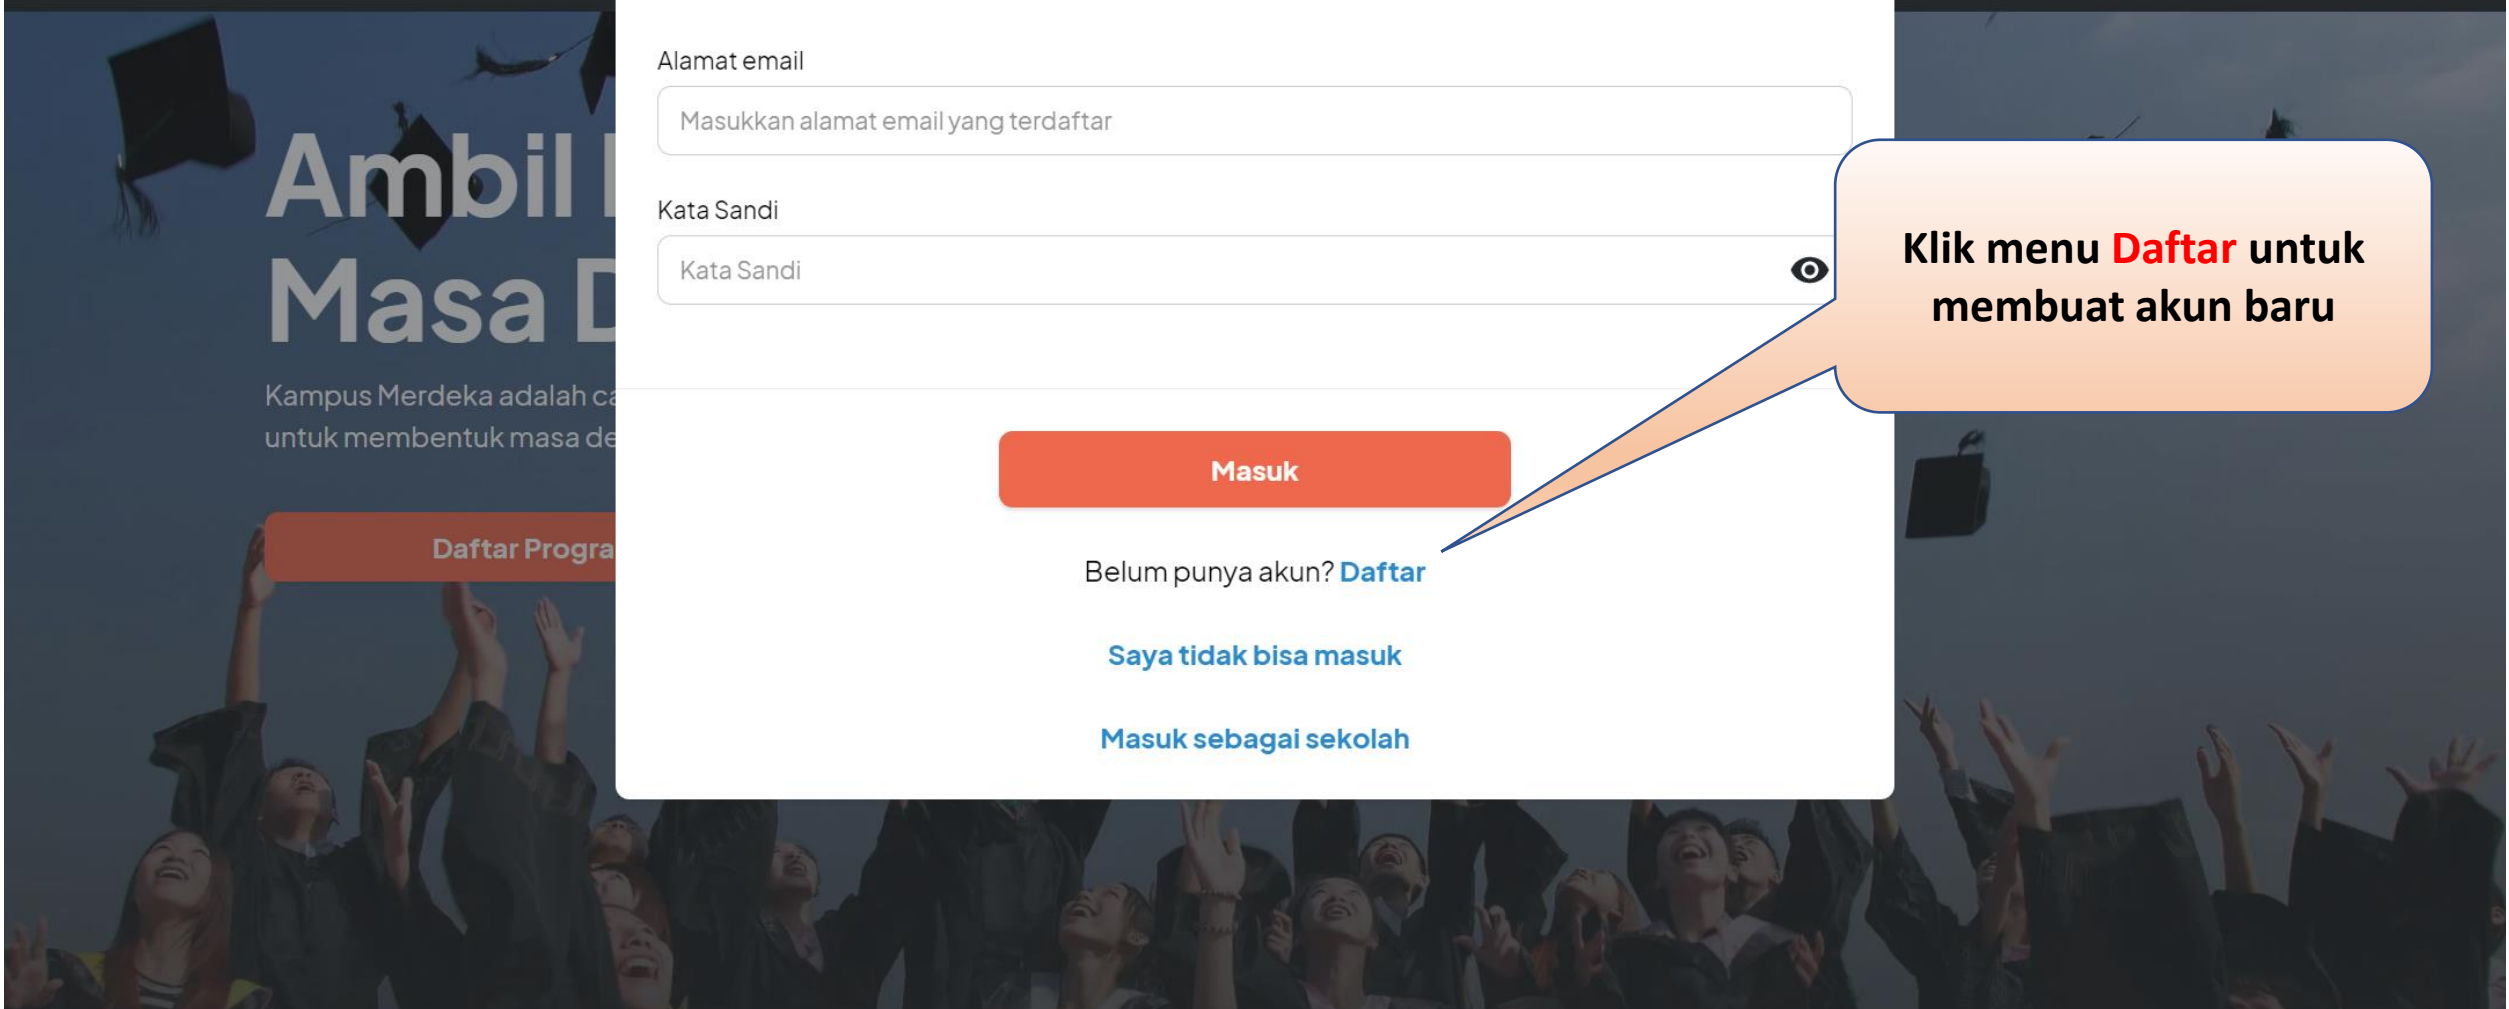 Alamat email
Masukkan alamat email yang terdaftar
Kata Sandi
Kata Sandi
Masuk
Belum punya akun? Daftar
Saya tidak bisa masuk
Masuk sebagai sekolah
Klik menu Daftar untuk
membuat akun baru
Ambil
Masa
Kampus Merdeka adalah
untuk membentuk masa
Daftar